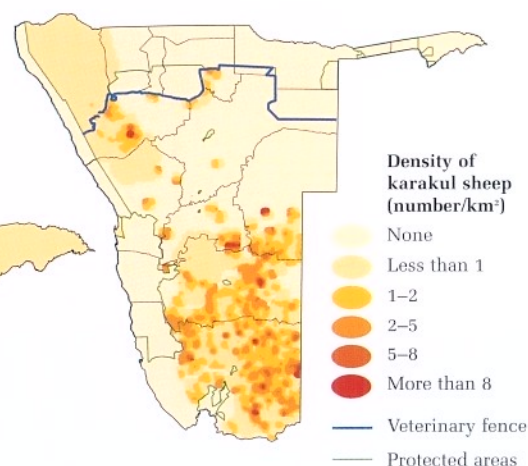 Density of
karakul sheep
(number/km²)
None
Less than 1
1–2
2–5
5–8
More than 8
Veterinary fence
Protected areas